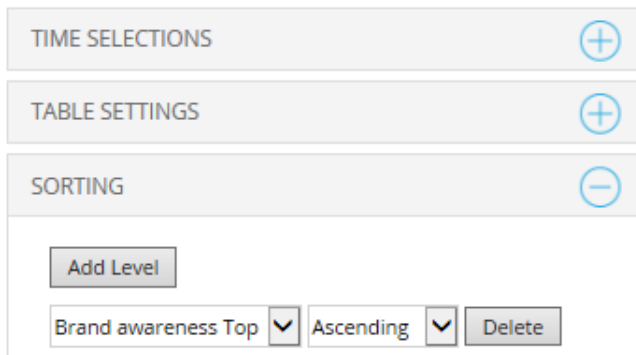 TIME SELECTIONS
TABLE SETTINGS
SORTING
Add Level
Brand awareness Top Ascending Delete